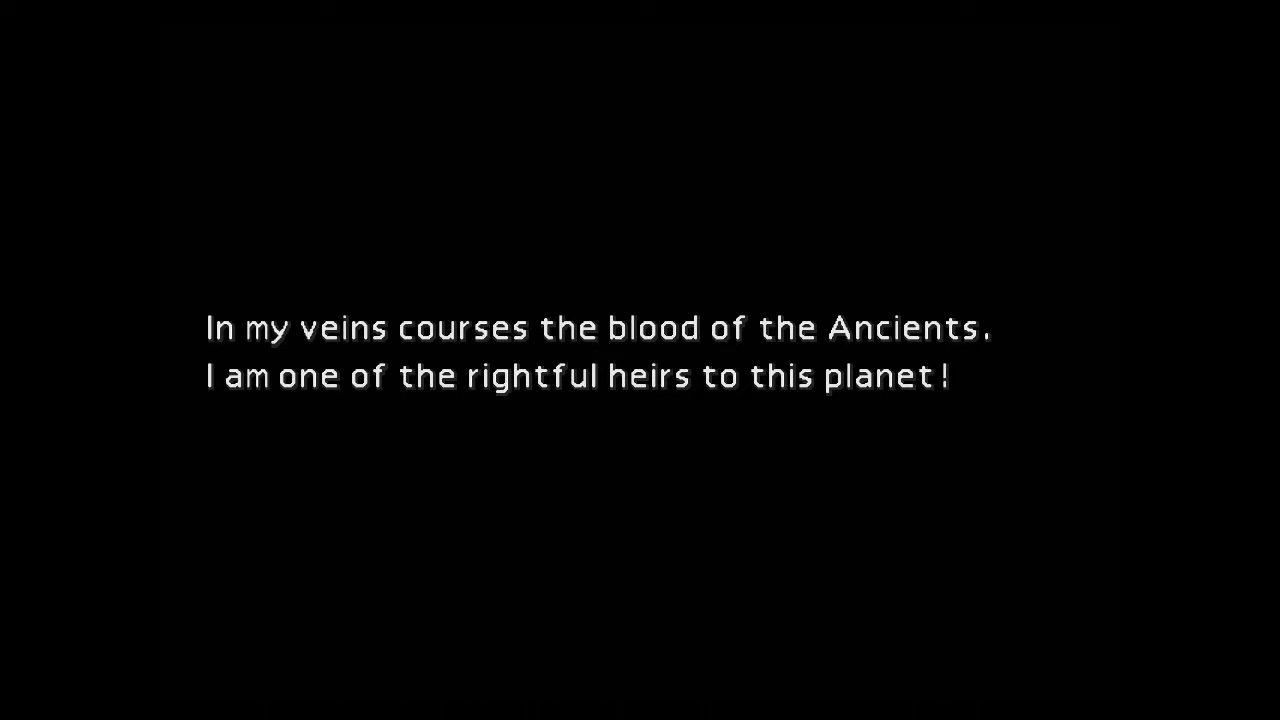 In my veins courses the blood of the Ancients.
I am one of the rightful heirs to this planet!